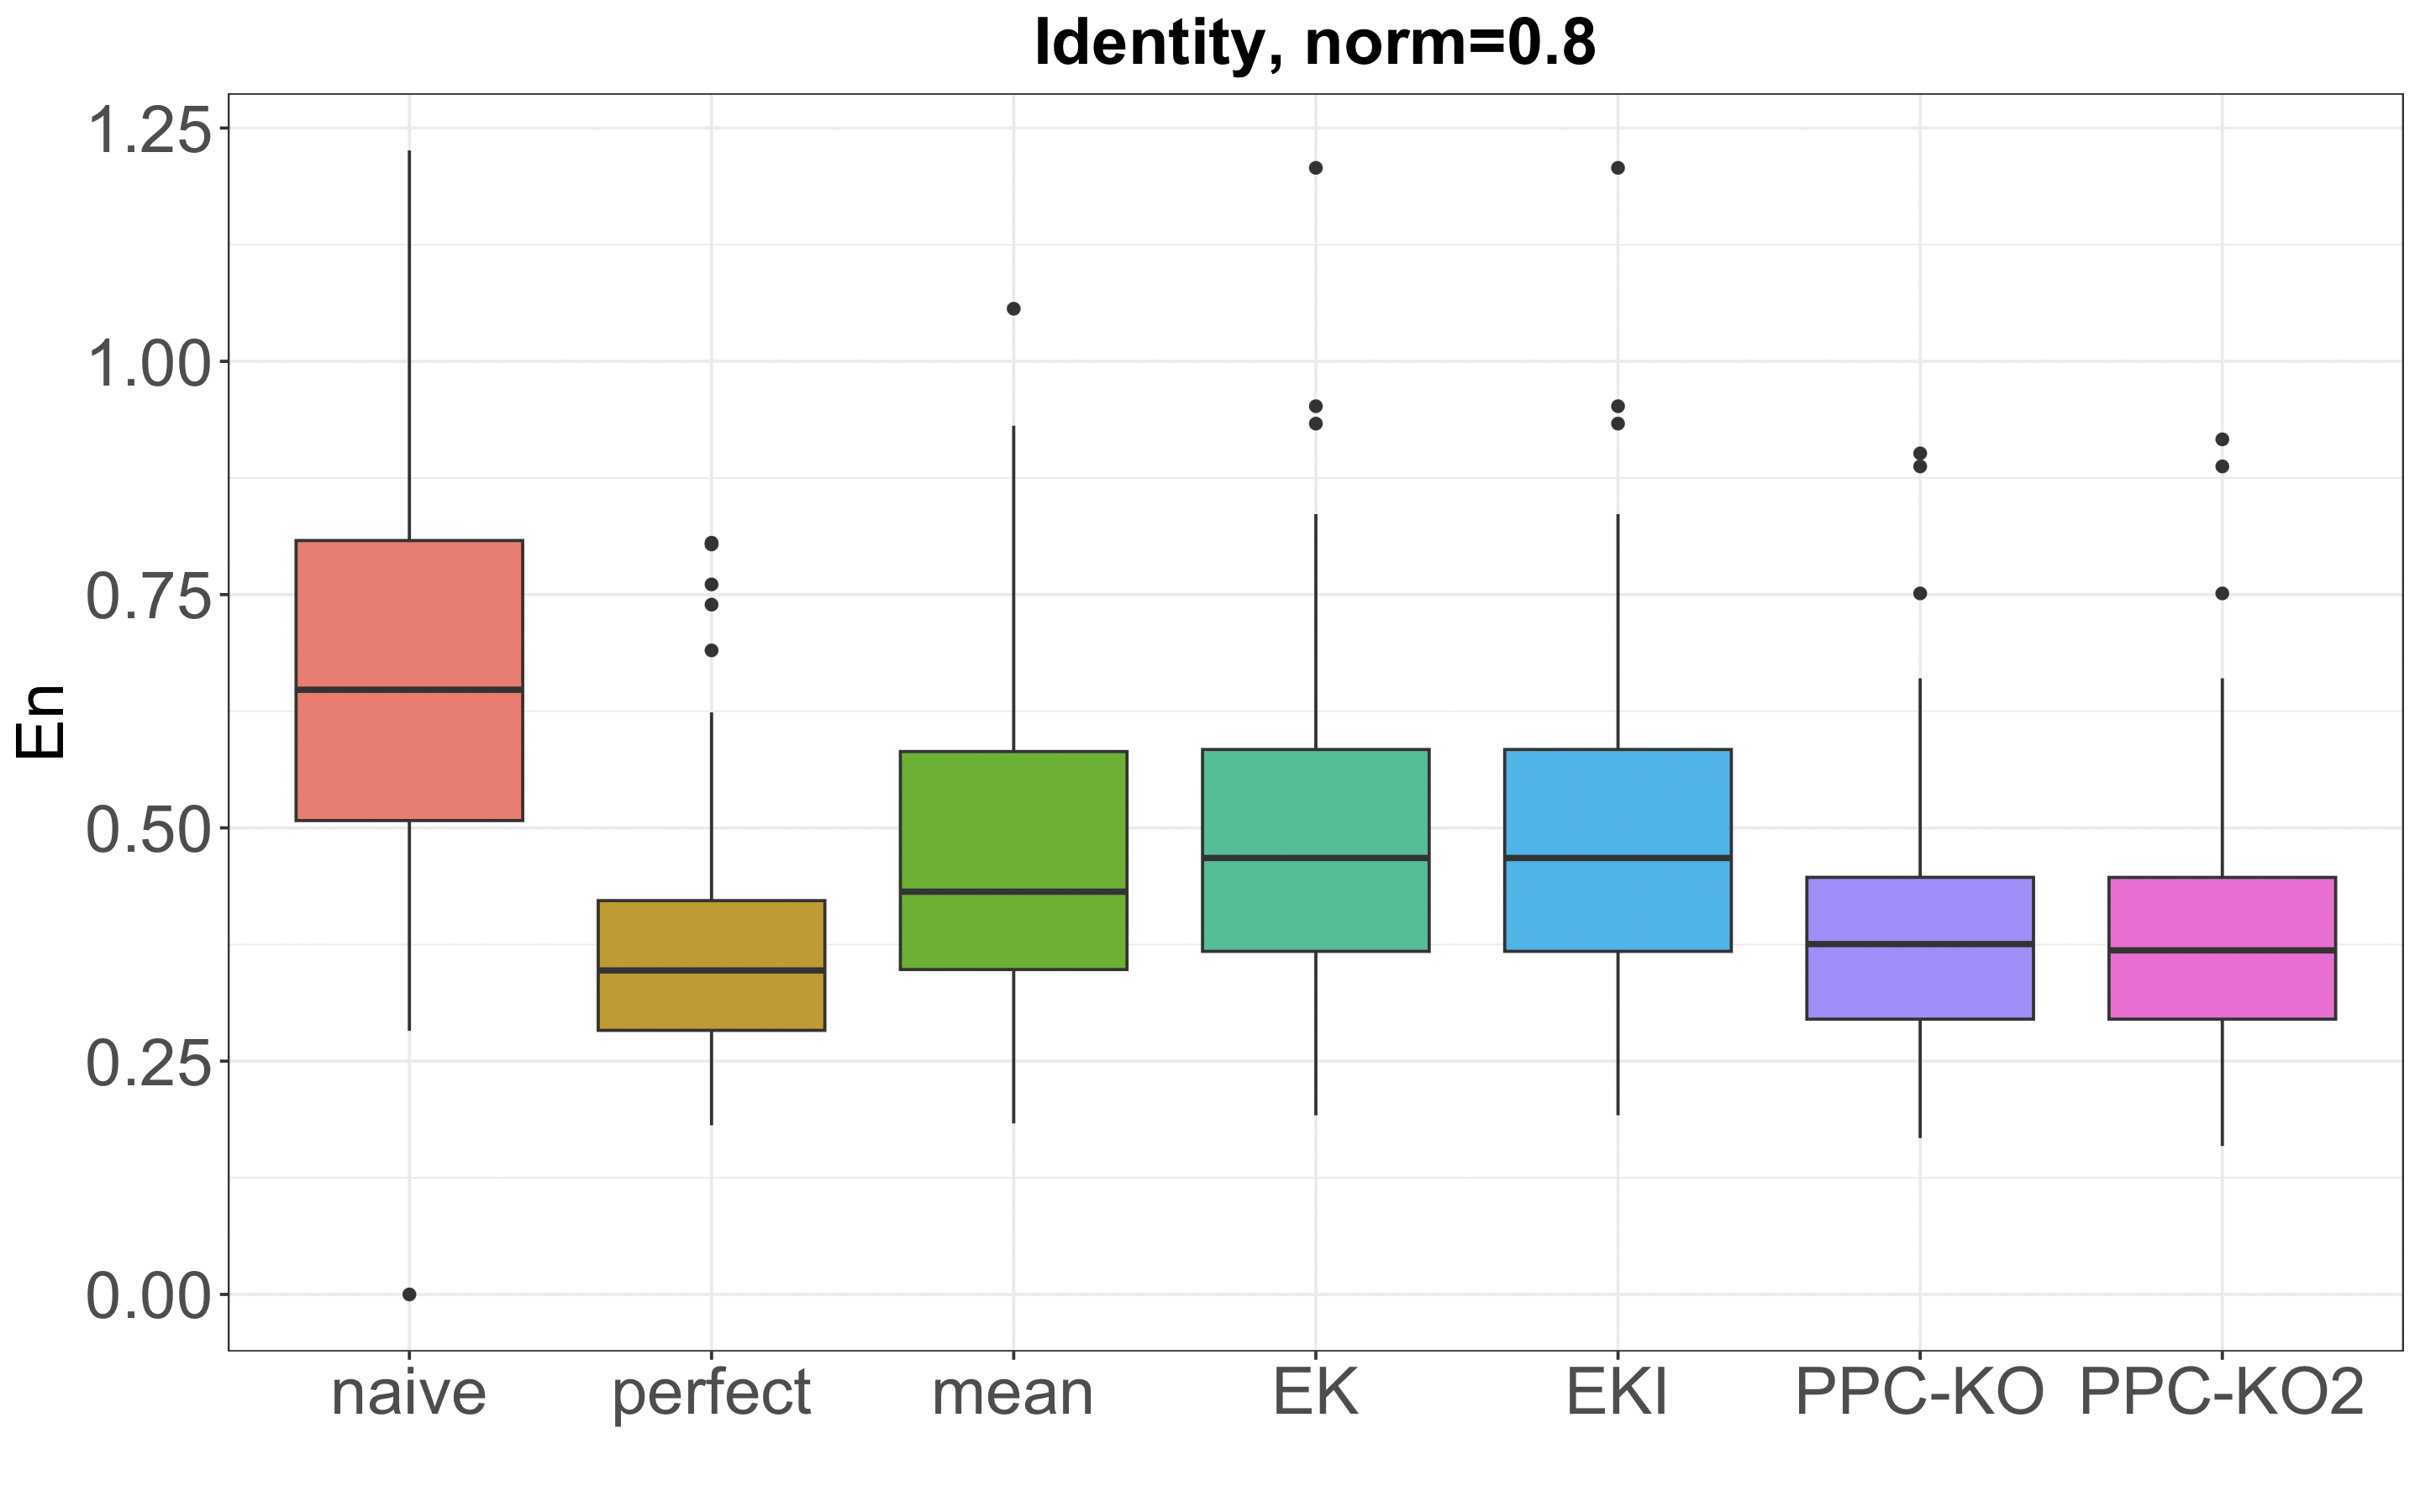 Identity, norm=0.8
En
1.25
1.00
0.75
0.50
0.25
0.00
naive perfect mean EK EKI PPC-KO PPC-KO2